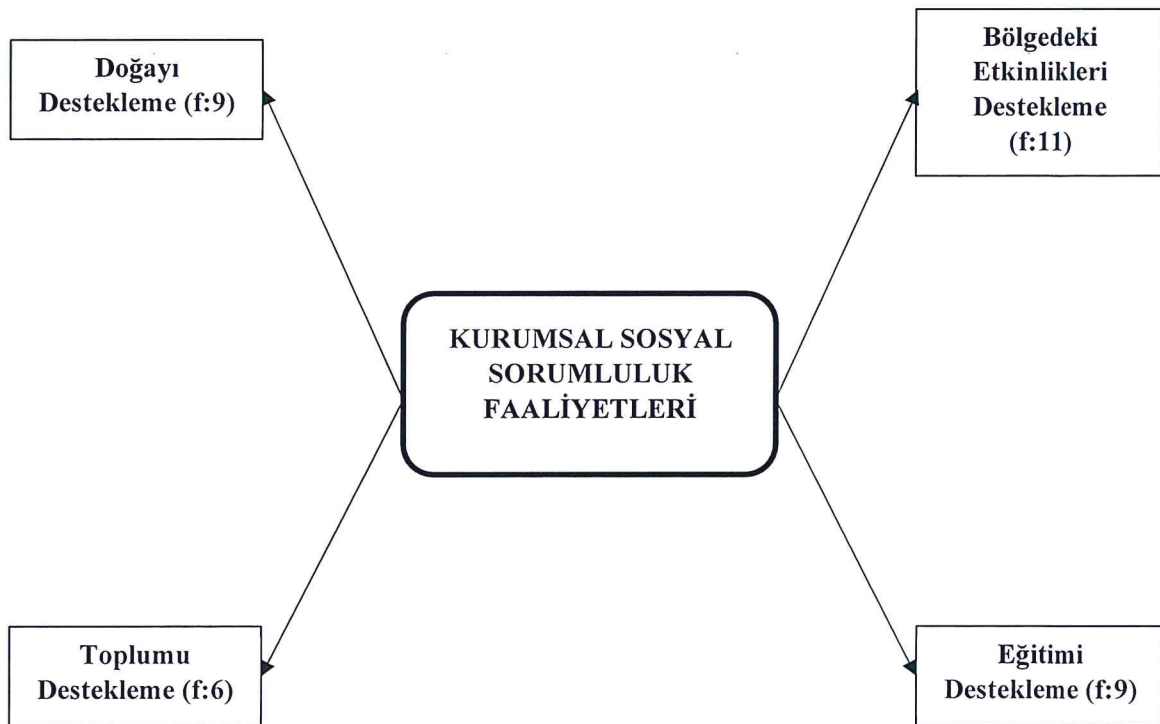 Doğayı
Destekleme (f:9)
Bölgedeki
Etkinlikleri
Destekleme
(f:11)
KURUMSAL SOSYAL
SORUMLULUK
FAALİYETLERİ
Toplumu
Destekleme (f:6)
Eğitimi
Destekleme (f:9)